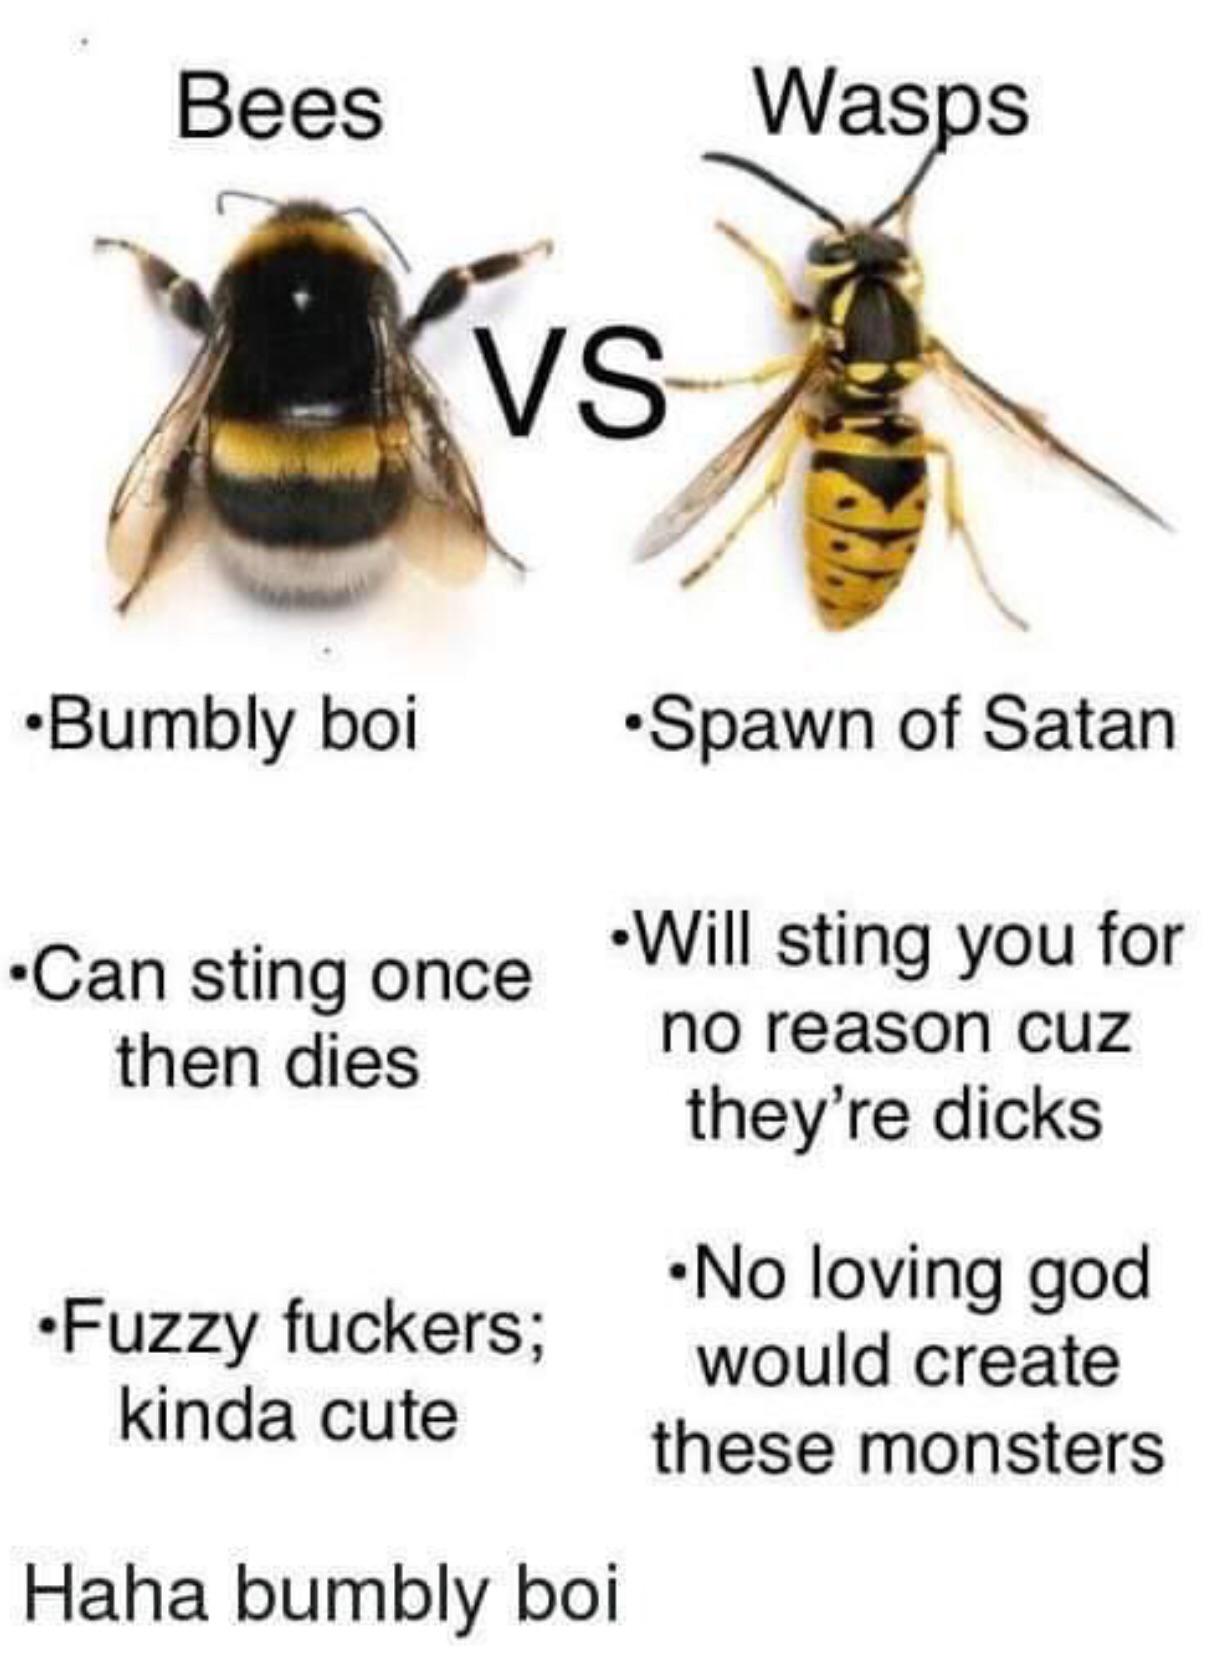 Bees
Wasps
VS
•Bumbly boi
•Spawn of Satan
•Can sting once
then dies
•Will sting you for
no reason cuz
they're dicks
•Fuzzy fuckers;
kinda cute
•No loving god
would create
these monsters
Haha bumbly boi